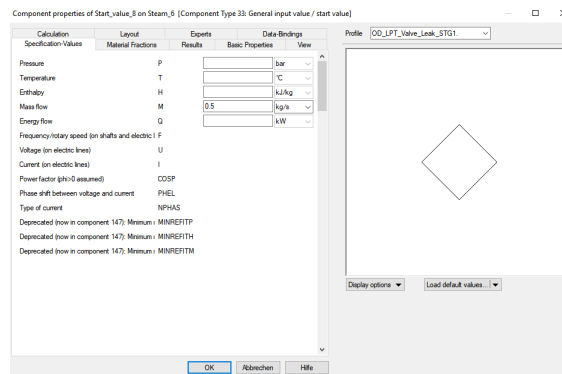 Component properties of Start_value_8 on Steam_6 [Component Type 33: General input value / start value]
Calculation Layout Experts Data-Bindings
Specification-Values Material Fractions Results Basic Properties View
Profile OD_LPT_Valve_Leak_STG1.
Pressure P bar
Temperature T °C
Enthalpy H kJ/kg
Mass flow M 0.5 kg/s
Energy flow Q kW
Frequency/rotary speed (on shafts and electric l F
Voltage (on electric lines) U
Current (on electric lines) I
Power factor (phi>0 assumed) COSP
Phase shift between voltage and current PHEL
Type of current NPHAS
Deprecated (now in component 147): Minimum r MINREFITP
Deprecated (now in component 147): Minimum r MINREFITH
Deprecated (now in component 147): Minimum r MINREFITM
Display options Load default values...
OK Abbrechen Hilfe